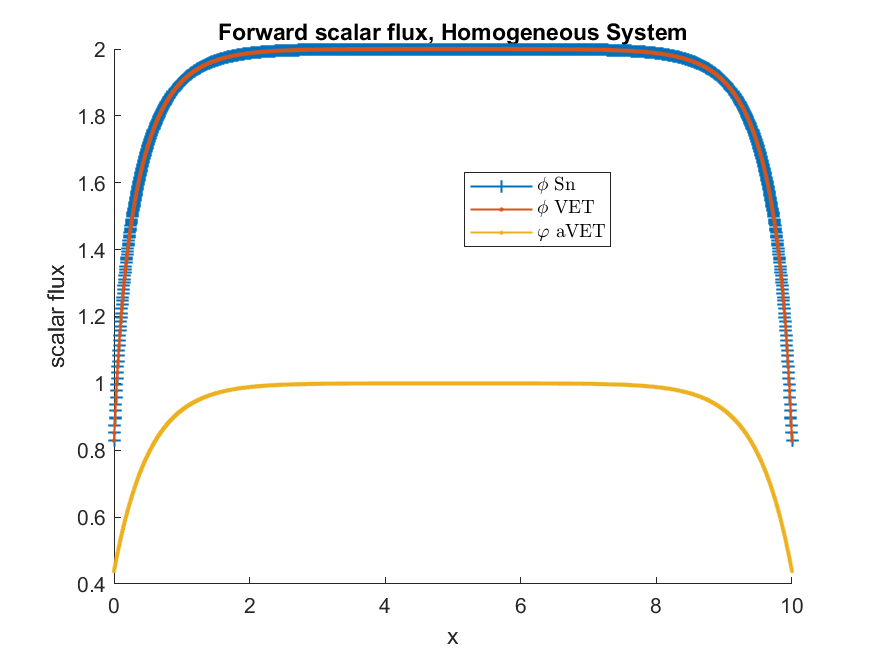 Forward scalar flux, Homogeneous System
2
1.8
1.6
1.4
1.2
1
0.8
0.6
0.4
scalar flux
ϕ Sn
ϕ VET
φ aVET
0 2 4 6 8 10
x